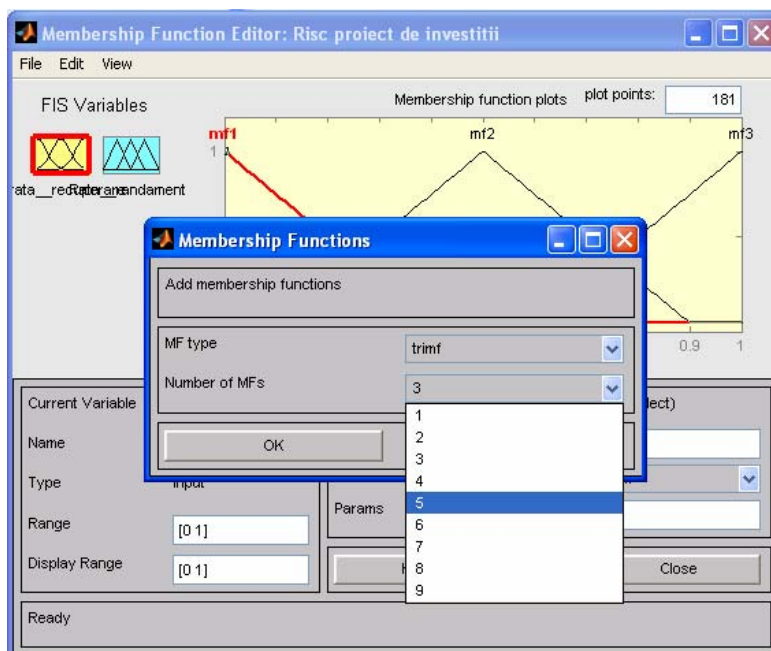 Membership Function Editor: Risc proiect de investitii
File Edit View
FIS Variables
Membership function plots plot points: 181
mf1 mf2 mf3
1
Membership Functions
Add membership functions
MF type trimf
Number of MFs 3
0.9 1
1
2
3
4
5
6
7
8
9
OK
Current Variable
Name
Type input
Range [0 1]
Display Range [0 1]
Params
Close
Ready